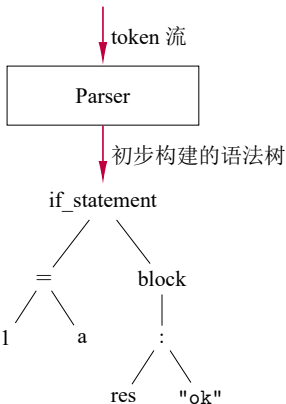 token 流
Parser
初步构建的语法树
if_statement
= block
1 a :
res "ok"